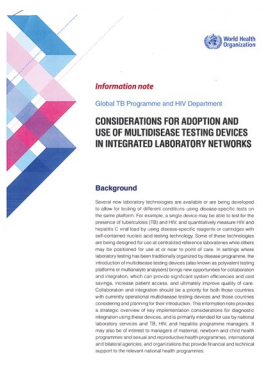 World Health
Organization
Information note
Global TB Programme and HIV Department
CONSIDERATIONS FOR ADOPTION AND
USE OF MULTIDISEASE TESTING DEVICES
IN INTEGRATED LABORATORY NETWORKS
Background
Several new laboratory technologies are available or are being developed
to allow for testing of different conditions using disease-specific tests on
the same platform. For example, a single device may be able to test for the
presence of tuberculosis (TB) and HIV, and quantitatively measure HIV and
hepatitis C viral load by using disease-specific reagents or cartridges with
self-contained nucleic acid testing technology. Some of these technologies
are being designed for use at centralized reference laboratories while others
may be positioned for use at or near to point of care. In settings where
laboratory testing has been traditionally organized by disease programme, the
introduction of multidisease testing devices (also known as polyvalent testing
platforms or multianalyte analysers) brings new opportunities for collaboration
and integration, which can provide significant system efficiencies and cost
savings, increase patient access, and ultimately improve quality of care.
Collaboration and integration should be a priority for both those countries
with currently operational multidisease testing devices and those countries
considering and planning for their introduction. This information note provides
a strategic overview of key implementation considerations for diagnostic
integration using these devices, and is primarily intended for use by national
laboratory services and TB, HIV, and hepatitis programme managers. It
may also be of interest to managers of maternal, newborn and child health
programmes and sexual and reproductive health programmes, international
and bilateral agencies, and organizations that provide financial and technical
support to the relevant national health programmes.